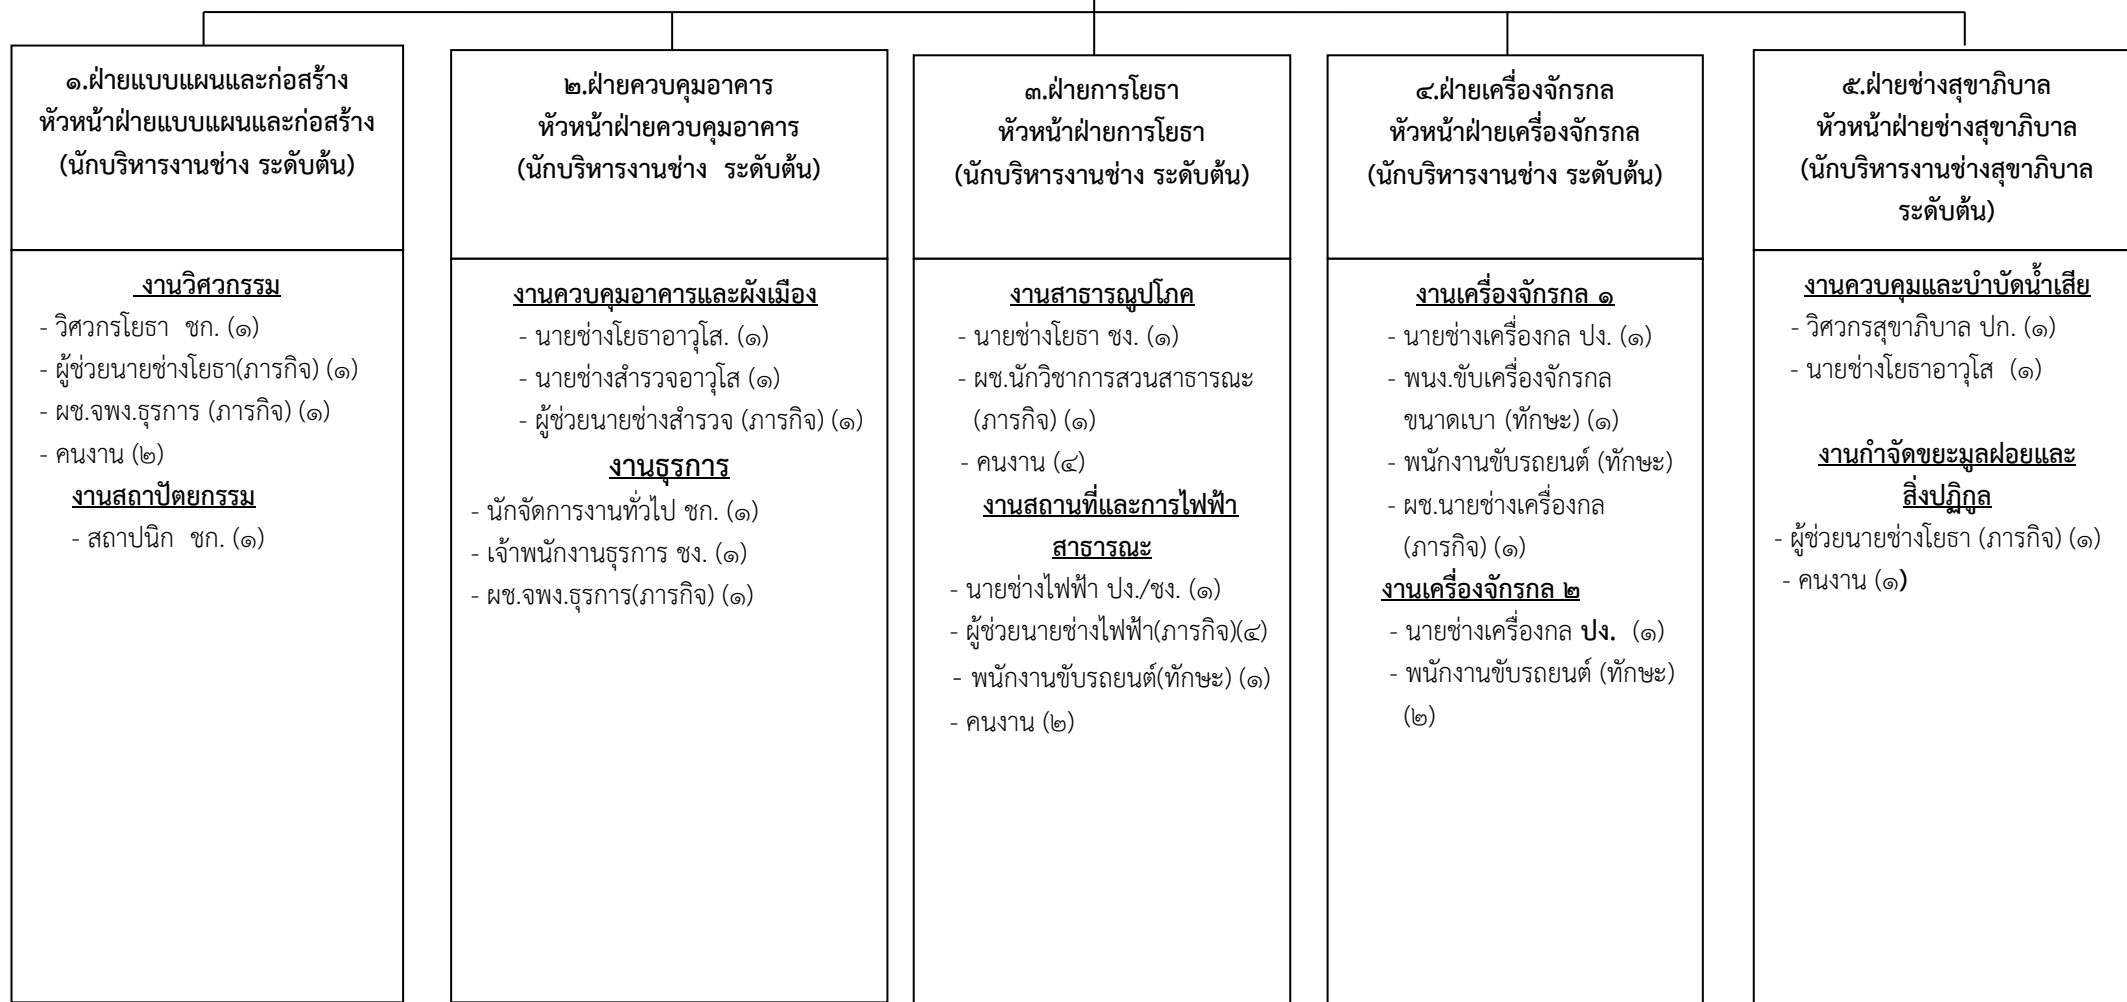 ๑.ฝ่ายแบบแผนและก่อสร้าง
หัวหน้าฝ่ายแบบแผนและก่อสร้าง
(นักบริหารงานช่าง ระดับต้น)
งานวิศวกรรม
- วิศวกรโยธา  ชก. (๑)
- ผู้ช่วยนายช่างโยธา(ภารกิจ) (๑)
- ผช.จพง.ธุรการ (ภารกิจ) (๑)
- คนงาน (๒)
งานสถาปัตยกรรม
- สถาปนิก  ชก. (๑)
๒.ฝ่ายควบคุมอาคาร
หัวหน้าฝ่ายควบคุมอาคาร
(นักบริหารงานช่าง  ระดับต้น)
งานควบคุมอาคารและผังเมือง
- นายช่างโยธาอาวุโส. (๑)
- นายช่างสำรวจอาวุโส (๑)
- ผู้ช่วยนายช่างสำรวจ (ภารกิจ) (๑)
งานธุรการ
- นักจัดการงานทั่วไป ชก. (๑)
- เจ้าพนักงานธุรการ ชง. (๑)
- ผช.จพง.ธุรการ(ภารกิจ) (๑)
๓.ฝ่ายการโยธา
หัวหน้าฝ่ายการโยธา
(นักบริหารงานช่าง ระดับต้น)
งานสาธารณูปโภค
- นายช่างโยธา ชง. (๑)
- ผช.นักวิชาการสวนสาธารณะ
(ภารกิจ) (๑)
- คนงาน (๔)
งานสถานที่และการไฟฟ้า
สาธารณะ
- นายช่างไฟฟ้า ปง./ชง. (๑)
- ผู้ช่วยนายช่างไฟฟ้า(ภารกิจ)(๔)
- พนักงานขับรถยนต์(ทักษะ) (๑)
- คนงาน (๒)
๔.ฝ่ายเครื่องจักรกล
หัวหน้าฝ่ายเครื่องจักรกล
(นักบริหารงานช่าง ระดับต้น)
งานเครื่องจักรกล ๑
- นายช่างเครื่องกล ปง. (๑)
- พนง.ขับเครื่องจักรกล
ขนาดเบา (ทักษะ) (๑)
- พนักงานขับรถยนต์ (ทักษะ)
- ผช.นายช่างเครื่องกล
(ภารกิจ) (๑)
งานเครื่องจักรกล ๒
- นายช่างเครื่องกล ปง.  (๑)
- พนักงานขับรถยนต์ (ทักษะ)
(๒)
๕.ฝ่ายช่างสุขาภิบาล
หัวหน้าฝ่ายช่างสุขาภิบาล
(นักบริหารงานช่างสุขาภิบาล
ระดับต้น)
งานควบคุมและบำบัดน้ำเสีย
- วิศวกรสุขาภิบาล ปก. (๑)
- นายช่างโยธาอาวุโส  (๑)
งานกำจัดขยะมูลฝอยและ
สิ่งปฏิกูล
- ผู้ช่วยนายช่างโยธา (ภารกิจ) (๑)
- คนงาน (๑)